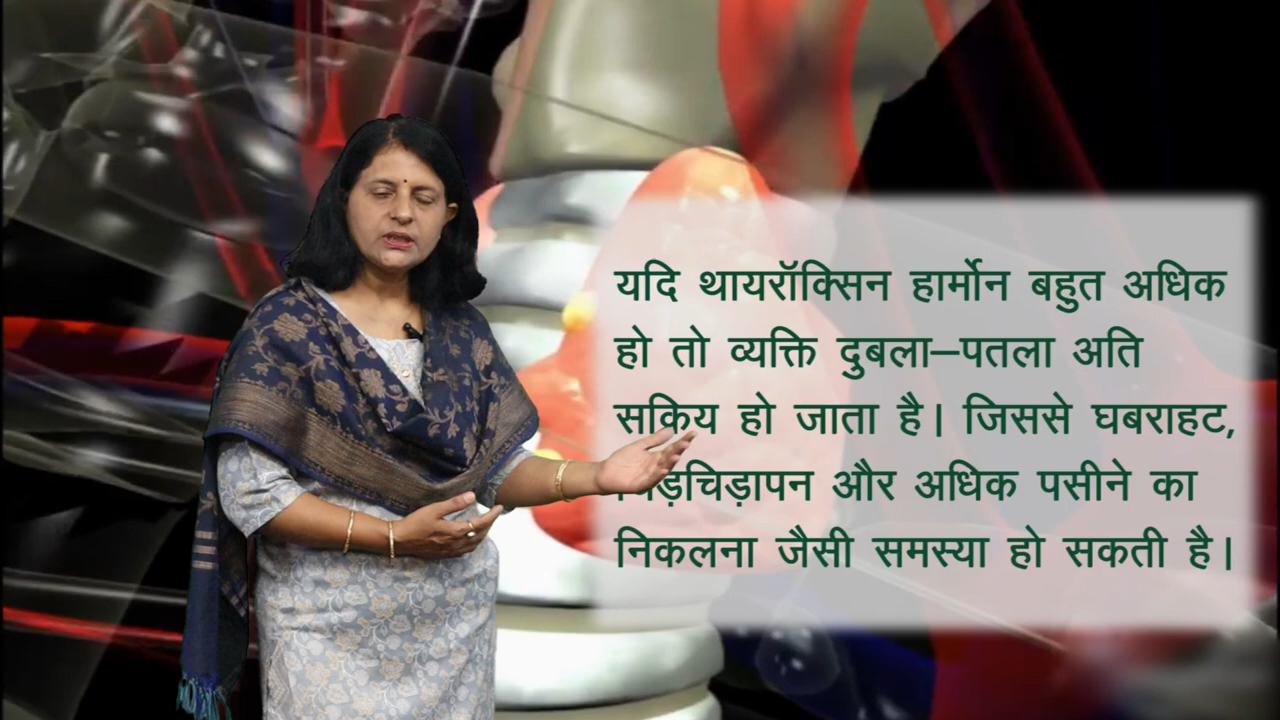 यदि थायरॉक्सिन हार्मोन बहुत अधिक
हो तो व्यक्ति दुबला–पतला अति
सकिय हो जाता है। जिससे घबराहट,
और अधिक पसीने का
निकलना जैसी समस्या हो सकती है।